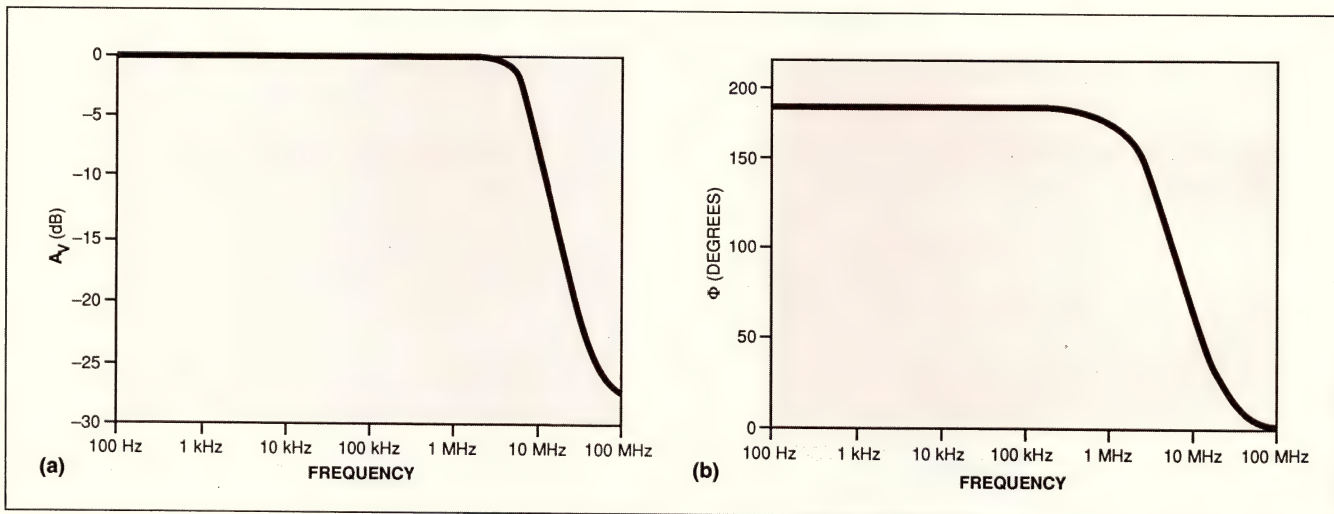 0
−5
−10
−15
−20
−25
−30
A_V (dB)
100 Hz 1 kHz 10 kHz 100 kHz 1 MHz 10 MHz 100 MHz
FREQUENCY
(a)
200
150
100
50
0
Φ (DEGREES)
100 Hz 1 kHz 10 kHz 100 kHz 1 MHz 10 MHz 100 MHz
FREQUENCY
(b)